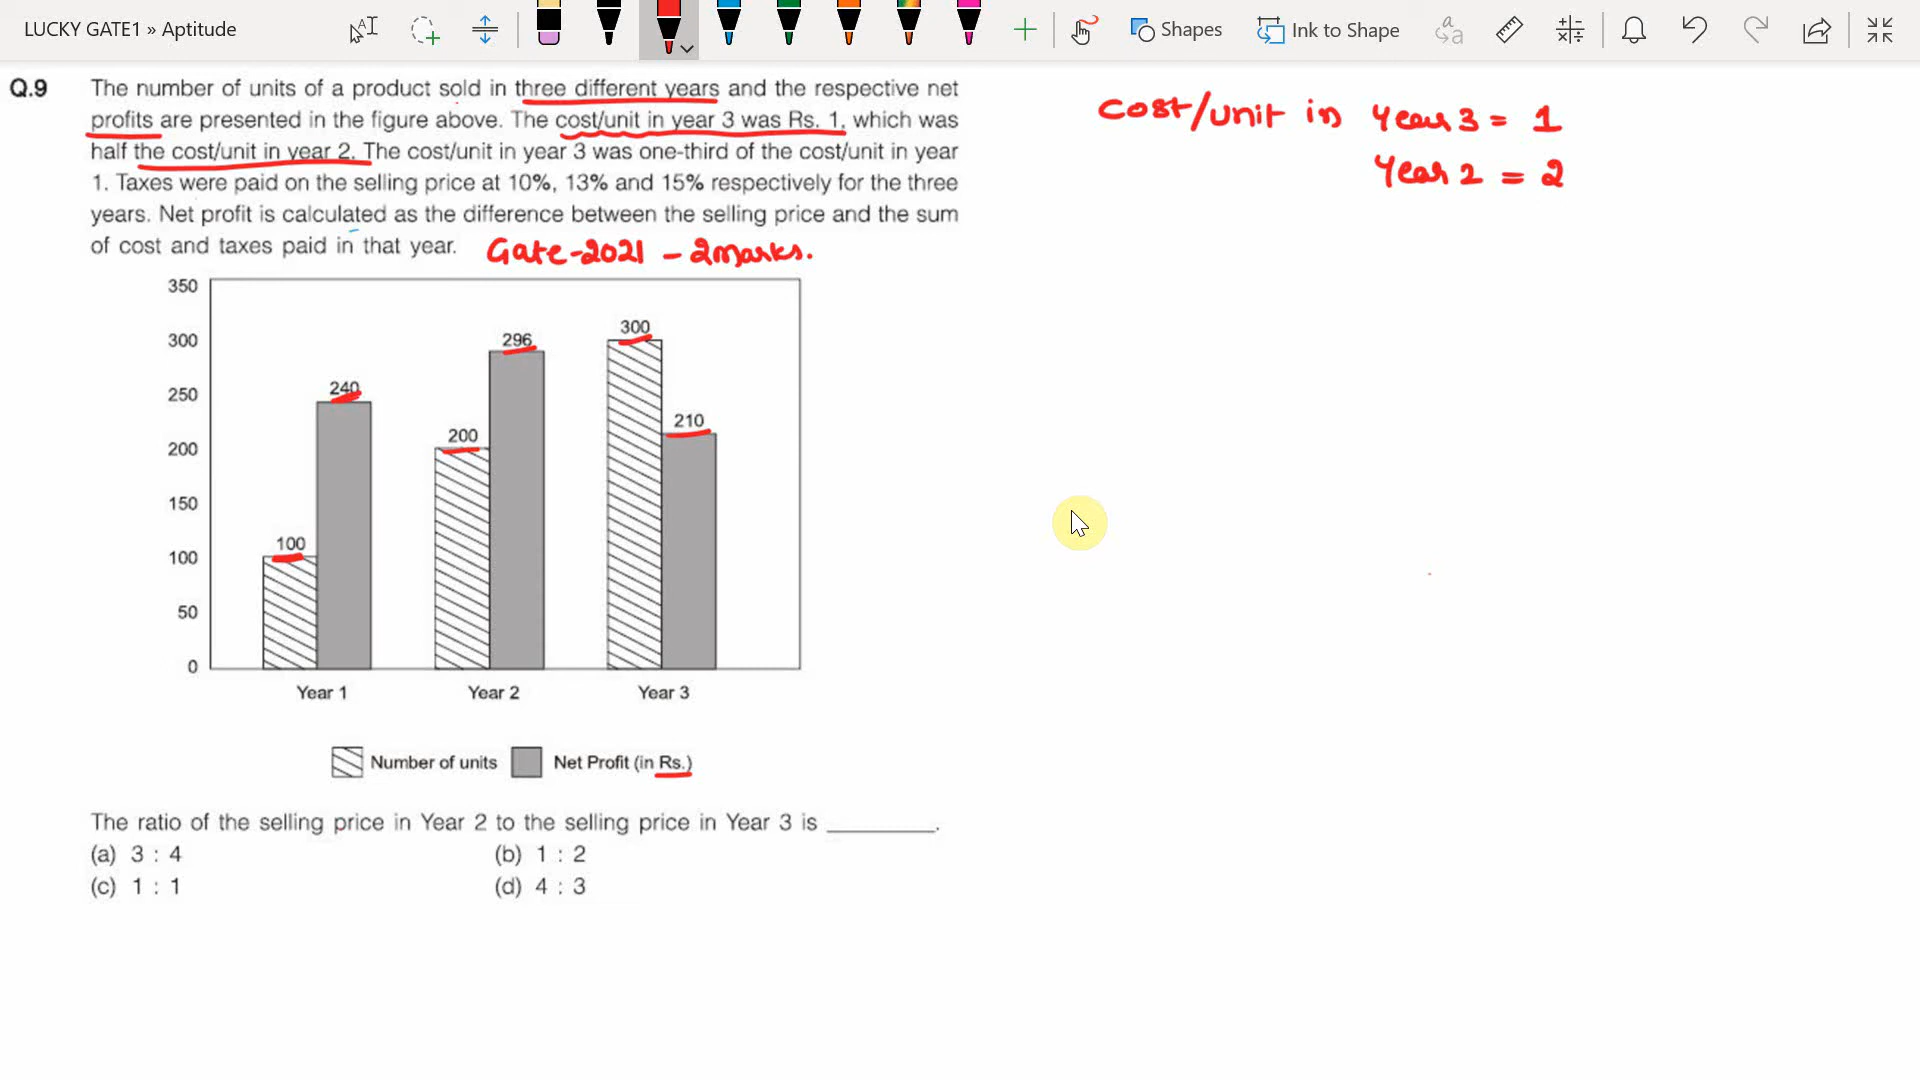 LUCKY GATE1 » Aptitude
Shapes
Ink to Shape
Q.9 The number of units of a product sold in three different years and the respective net
profits are presented in the figure above. The cost/unit in year 3 was Rs. 1, which was
half the cost/unit in year 2. The cost/unit in year 3 was one-third of the cost/unit in year
1. Taxes were paid on the selling price at 10%, 13% and 15% respectively for the three
years. Net profit is calculated as the difference between the selling price and the sum
of cost and taxes paid in that year. Gate-2021 - 2marks.
cost/unit in year 3 = 1
Year 2 = 2
350
300
250
200
150
100
50
0
100
240
200
296
300
210
Year 1
Year 2
Year 3
Number of units
Net Profit (in Rs.)
The ratio of the selling price in Year 2 to the selling price in Year 3 is ________.
(a) 3 : 4
(b) 1 : 2
(c) 1 : 1
(d) 4 : 3